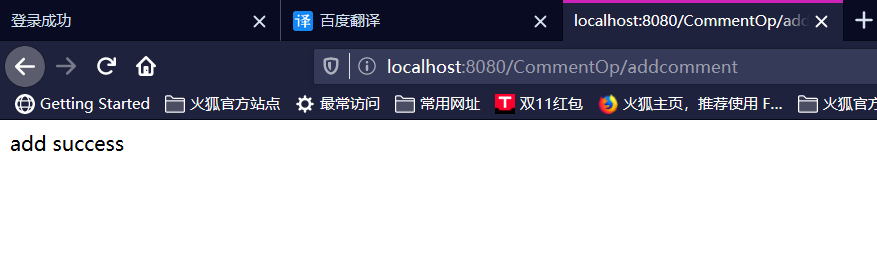 登录成功 译 百度翻译 localhost:8080/CommentOp/adc
localhost:8080/CommentOp/addcomment
Getting Started 火狐官方站点 最常访问 常用网址 T 双11红包 火狐主页，推荐使用 F... 火狐官
add success